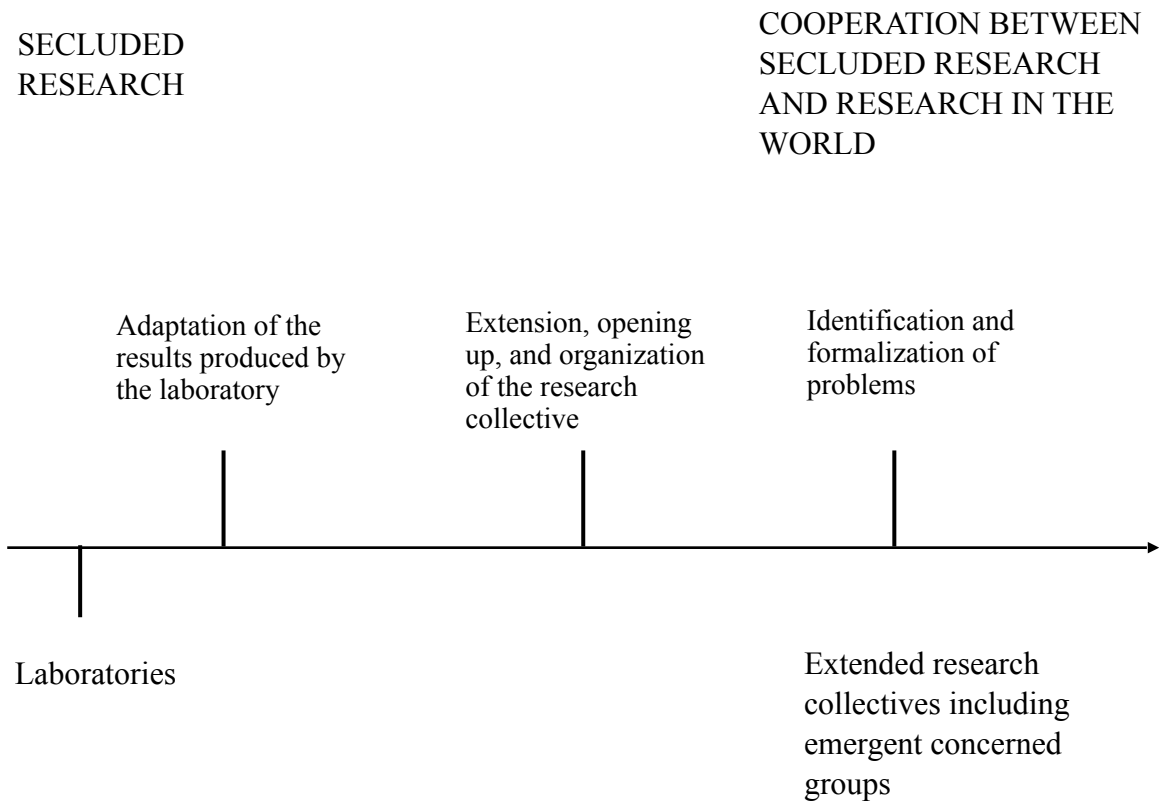 SECLUDED
RESEARCH
COOPERATION BETWEEN
SECLUDED RESEARCH
AND RESEARCH IN THE
WORLD
Adaptation of the
results produced by
the laboratory
Extension, opening
up, and organization
of the research
collective
Identification and
formalization of
problems
Laboratories
Extended research
collectives including
emergent concerned
groups